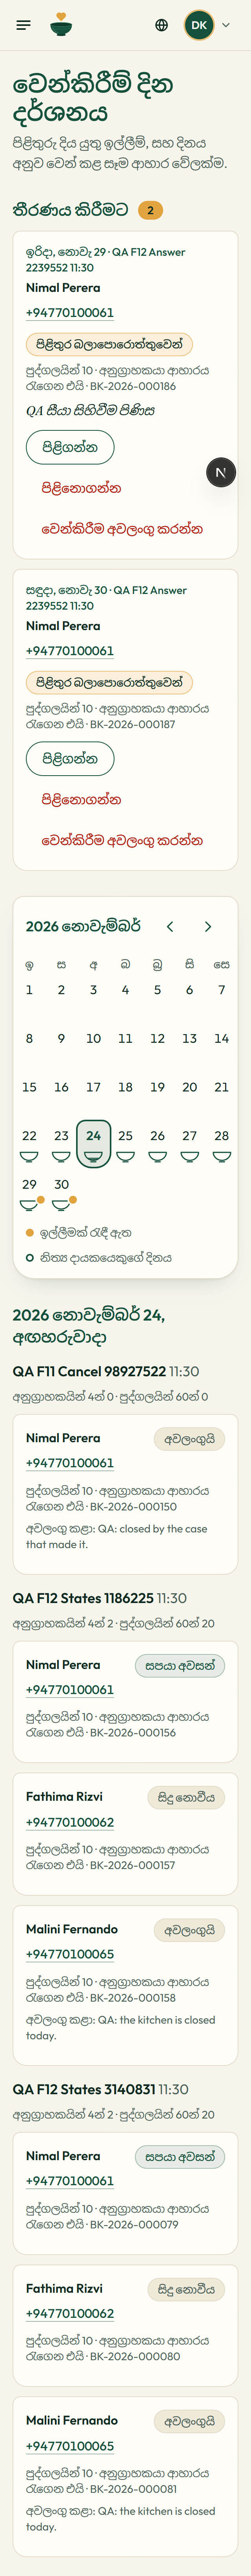 DK
වෙන්කිරීම් දින
දර්ශනය
පිළිතුරු දිය යුතු ඉල්ලීම්, සහ දිනය
අනුව වෙන් කළ සෑම ආහාර වේලක්ම.
තීරණය කිරීමට 2
ඉරිදා, නොවැ 29 · QA F12 Answer
2239552 11:30
Nimal Perera
+94770100061
පිළිතුර බලාපොරොත්තුවෙන්
පුද්ගලයින් 10 · අනුග්‍රාහකයා ආහාරය
රැගෙන එයි · BK-2026-000186
QA සීයා සිහිවීම පිණිස
පිළිගන්න
N
පිළිනොගන්න
වෙන්කිරීම අවලංගු කරන්න
සඳුදා, නොවැ 30 · QA F12 Answer
2239552 11:30
Nimal Perera
+94770100061
පිළිතුර බලාපොරොත්තුවෙන්
පුද්ගලයින් 10 · අනුග්‍රාහකයා ආහාරය
රැගෙන එයි · BK-2026-000187
පිළිගන්න
පිළිනොගන්න
වෙන්කිරීම අවලංගු කරන්න
2026 නොවැම්බර්
ඉ ස අ බ බ්‍ර සි සෙ
1 2 3 4 5 6 7
8 9 10 11 12 13 14
15 16 17 18 19 20 21
22 23 24 25 26 27 28
29 30
ඉල්ලීමක් රැඳී ඇත
නිත්‍ය දායකයෙකුගේ දිනය
2026 නොවැම්බර් 24,
අඟහරුවාදා
QA F11 Cancel 98927522 11:30
අනුග්‍රාහකයින් 4න් 0 · පුද්ගලයින් 60න් 0
Nimal Perera අවලංගුයි
+94770100061
පුද්ගලයින් 10 · අනුග්‍රාහකයා ආහාරය
රැගෙන එයි · BK-2026-000150
අවලංගු කළා: QA: closed by the case
that made it.
QA F12 States 1186225 11:30
අනුග්‍රාහකයින් 4න් 2 · පුද්ගලයින් 60න් 20
Nimal Perera සපයා අවසන්
+94770100061
පුද්ගලයින් 10 · අනුග්‍රාහකයා ආහාරය
රැගෙන එයි · BK-2026-000156
Fathima Rizvi සිදු නොවීය
+94770100062
පුද්ගලයින් 10 · අනුග්‍රාහකයා ආහාරය
රැගෙන එයි · BK-2026-000157
Malini Fernando අවලංගුයි
+94770100065
පුද්ගලයින් 10 · අනුග්‍රාහකයා ආහාරය
රැගෙන එයි · BK-2026-000158
අවලංගු කළා: QA: the kitchen is closed
today.
QA F12 States 3140831 11:30
අනුග්‍රාහකයින් 4න් 2 · පුද්ගලයින් 60න් 20
Nimal Perera සපයා අවසන්
+94770100061
පුද්ගලයින් 10 · අනුග්‍රාහකයා ආහාරය
රැගෙන එයි · BK-2026-000079
Fathima Rizvi සිදු නොවීය
+94770100062
පුද්ගලයින් 10 · අනුග්‍රාහකයා ආහාරය
රැගෙන එයි · BK-2026-000080
Malini Fernando අවලංගුයි
+94770100065
පුද්ගලයින් 10 · අනුග්‍රාහකයා ආහාරය
රැගෙන එයි · BK-2026-000081
අවලංගු කළා: QA: the kitchen is closed
today.